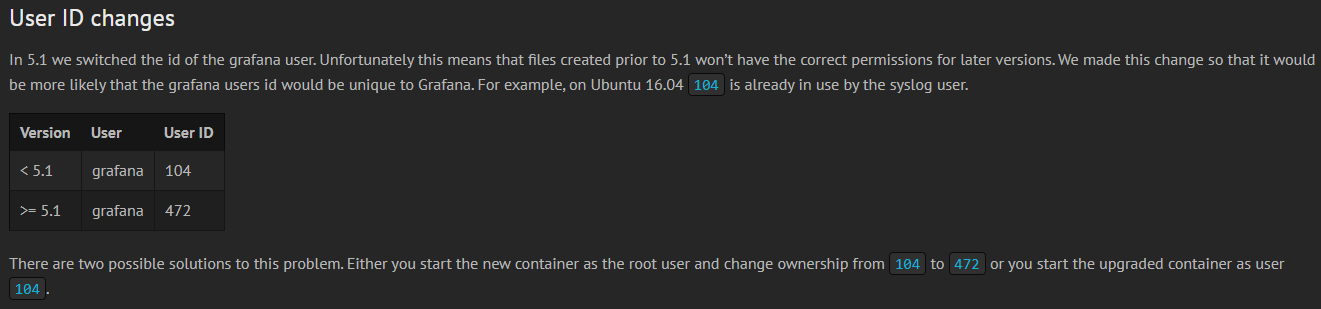 User ID changes
In 5.1 we switched the id of the grafana user. Unfortunately this means that files created prior to 5.1 won’t have the correct permissions for later versions. We made this change so that it would
be more likely that the grafana users id would be unique to Grafana. For example, on Ubuntu 16.04 104 is already in use by the syslog user.
Version User User ID
< 5.1 grafana 104
>= 5.1 grafana 472
There are two possible solutions to this problem. Either you start the new container as the root user and change ownership from 104 to 472 or you start the upgraded container as user
104.